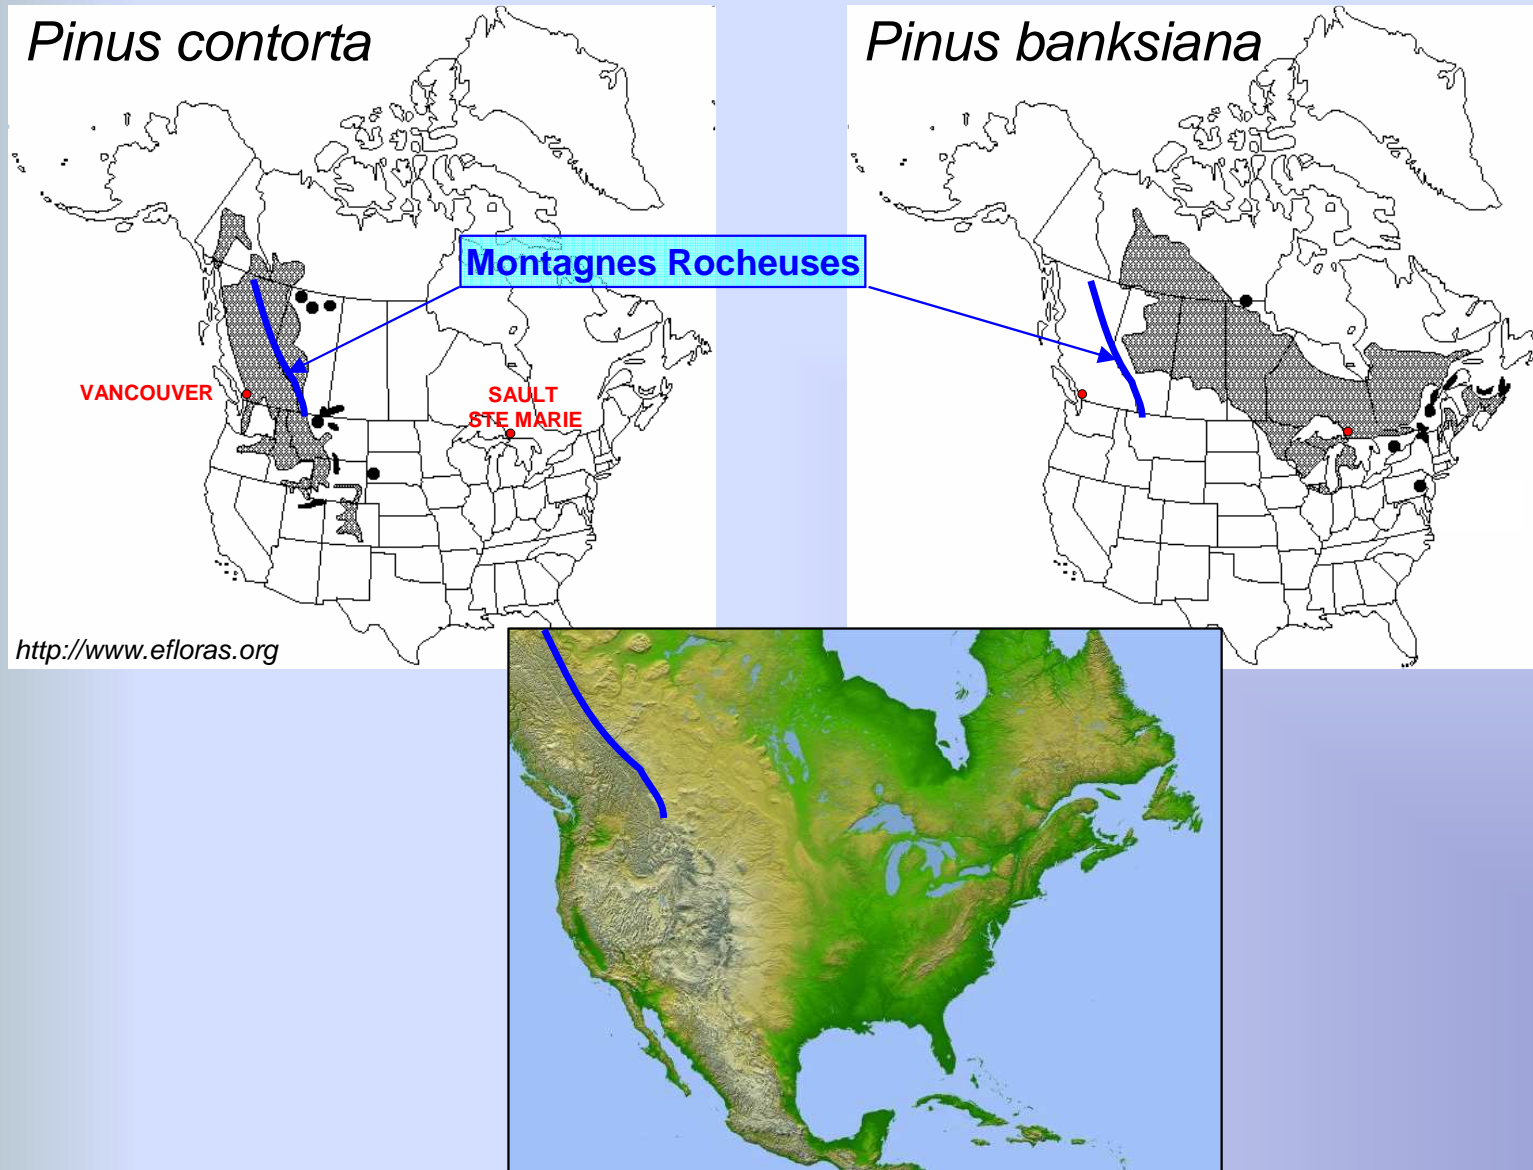 Pinus contorta
Pinus banksiana
Montagnes Rocheuses
VANCOUVER
SAULT
STE MARIE
http://www.efloras.org